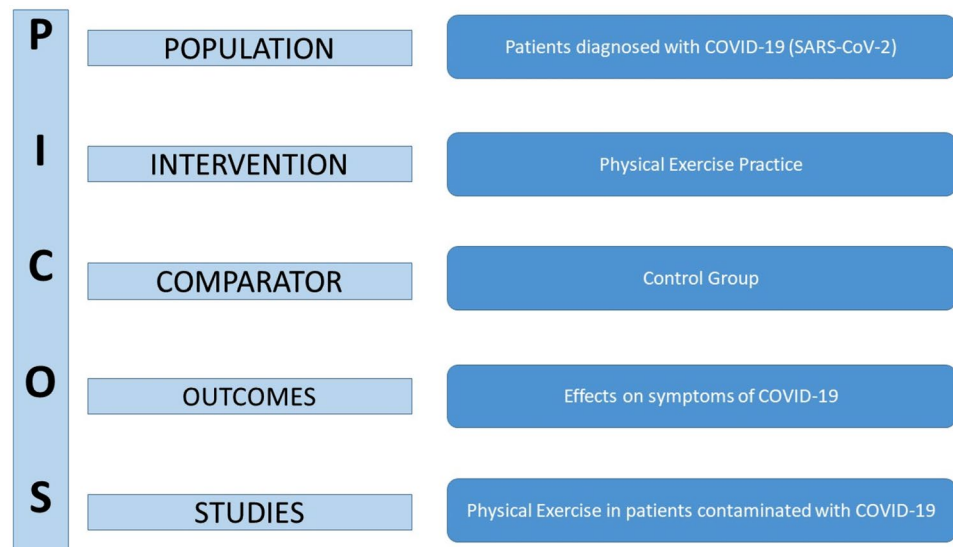 P
POPULATION
Patients diagnosed with COVID-19 (SARS-CoV-2)
I
INTERVENTION
Physical Exercise Practice
C
COMPARATOR
Control Group
O
OUTCOMES
Effects on symptoms of COVID-19
S
STUDIES
Physical Exercise in patients contaminated with COVID-19